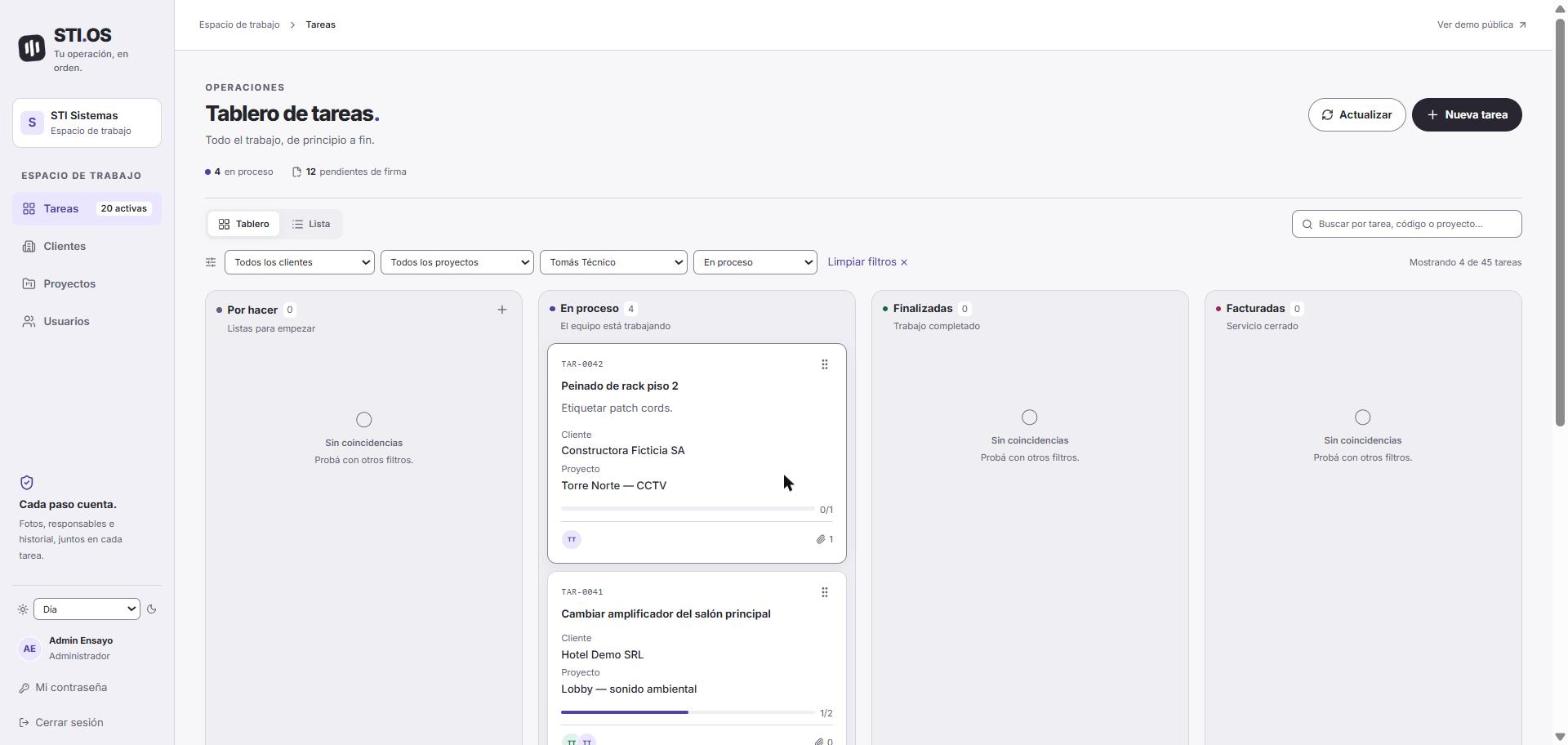 STI.OS
Tu operación, en
orden.
S
STI Sistemas
Espacio de trabajo
ESPACIO DE TRABAJO
Tareas
20 activas
Clientes
Proyectos
Usuarios
Cada paso cuenta.
Fotos, responsables e
historial, juntos en cada
tarea.
Día
AE
Admin Ensayo
Administrador
Mi contraseña
Cerrar sesión
Espacio de trabajo > Tareas
Ver demo pública
OPERACIONES
Tablero de tareas.
Todo el trabajo, de principio a fin.
Actualizar
Nueva tarea
4 en proceso
12 pendientes de firma
Tablero
Lista
Buscar por tarea, código o proyecto...
Todos los clientes
Todos los proyectos
Tomás Técnico
En proceso
Limpiar filtros ×
Mostrando 4 de 45 tareas
Por hacer 0
Listas para empezar
Sin coincidencias
Probá con otros filtros.
En proceso 4
El equipo está trabajando
TAR-0042
Peinado de rack piso 2
Etiquetar patch cords.
Cliente
Constructora Ficticia SA
Proyecto
Torre Norte — CCTV
0/1
TT
1
TAR-0041
Cambiar amplificador del salón principal
Cliente
Hotel Demo SRL
Proyecto
Lobby — sonido ambiental
1/2
TT TT
0
Finalizadas 0
Trabajo completado
Sin coincidencias
Probá con otros filtros.
Facturadas 0
Servicio cerrado
Sin coincidencias
Probá con otros filtros.